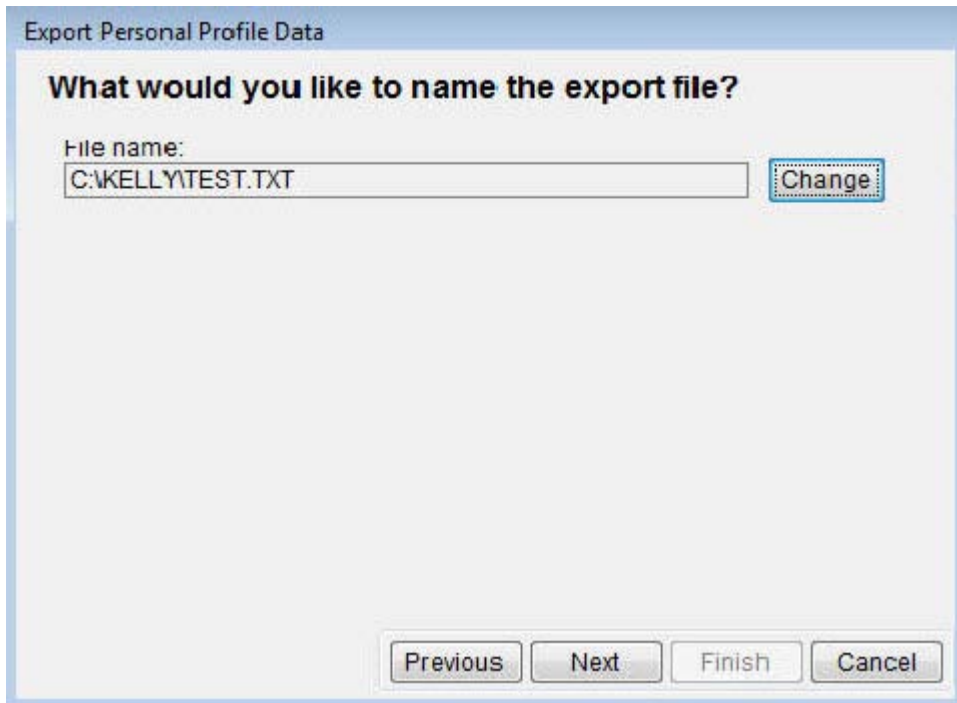 Export Personal Profile Data
What would you like to name the export file?
File name:
C:\KELLY\TEST.TXT
Change
Previous
Next
Finish
Cancel